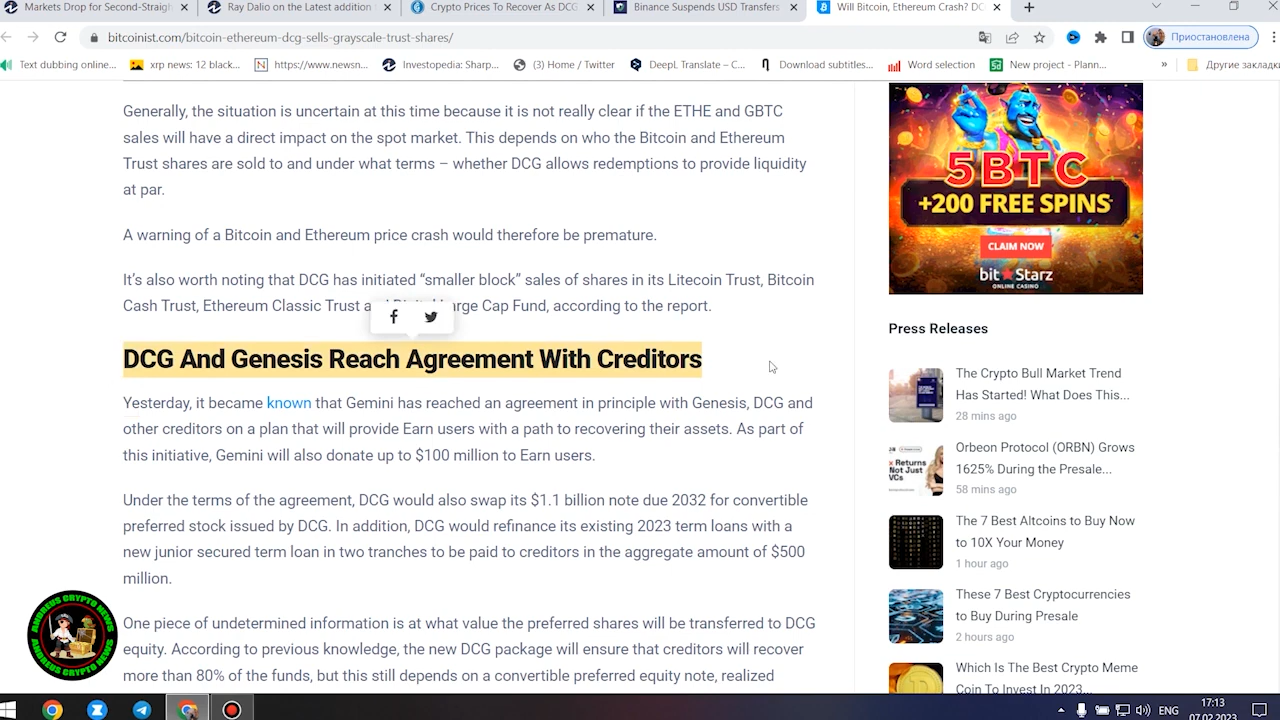 Markets Drop for Second-Straigh
Ray Dalio on the Latest addition
Crypto Prices To Recover As DCG
Binance Suspends USD Transfers
Will Bitcoin, Ethereum Crash? DC
bitcoinist.com/bitcoin-ethereum-dcg-sells-grayscale-trust-shares/
Приостановлена
Text dubbing online...
xrp news: 12 black...
https://www.newsn...
Investopedia: Sharp...
(3) Home / Twitter
DeepL Translate – C...
Download subtitles...
Word selection
New project - Plann...
»
Другие закладки
Generally, the situation is uncertain at this time because it is not really clear if the ETHE and GBTC
sales will have a direct impact on the spot market. This depends on who the Bitcoin and Ethereum
Trust shares are sold to and under what terms – whether DCG allows redemptions to provide liquidity
at par.
A warning of a Bitcoin and Ethereum price crash would therefore be premature.
It's also worth noting that DCG has initiated “smaller block” sales of shares in its Litecoin Trust, Bitcoin
Cash Trust, Ethereum Classic Trust a Large Cap Fund, according to the report.
DCG And Genesis Reach Agreement With Creditors
Yesterday, it became known that Gemini has reached an agreement in principle with Genesis, DCG and
other creditors on a plan that will provide Earn users with a path to recovering their assets. As part of
this initiative, Gemini will also donate up to $100 million to Earn users.
Under the terms of the agreement, DCG would also swap its $1.1 billion note due 2032 for convertible
preferred stock issued by DCG. In addition, DCG would refinance its existing 2023 term loans with a
new junior secured term loan in two tranches to be paid to creditors in the aggregate amount of $500
million.
One piece of undetermined information is at what value the preferred shares will be transferred to DCG
equity. According to previous knowledge, the new DCG package will ensure that creditors will recover
more than 80% of the funds, but this still depends on a convertible preferred equity note, realized
5BTC
+200 FREE SPINS
CLAIM NOW
bitStarz
ONLINE CASINO
Press Releases
The Crypto Bull Market Trend
Has Started! What Does This...
28 mins ago
Returns
Not Just
VCs
Orbeon Protocol (ORBN) Grows
1625% During the Presale...
58 mins ago
The 7 Best Altcoins to Buy Now
to 10X Your Money
1 hour ago
These 7 Best Cryptocurrencies
to Buy During Presale
2 hours ago
Which Is The Best Crypto Meme
Coin To Invest In 2023...
ANDREUS CRYPTO NEWS
ANDREUS CRYPTO NEWS
ENG
17:13
07.02.2023